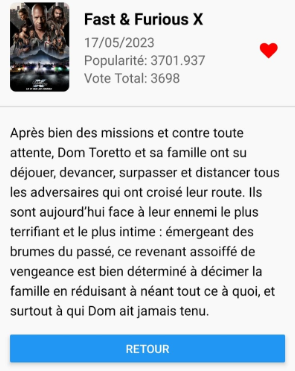 Fast & Furious X
17/05/2023
Popularité: 3701.937
Vote Total: 3698
Après bien des missions et contre toute
attente, Dom Toretto et sa famille ont su
déjouer, devancer, surpasser et distancer tous
les adversaires qui ont croisé leur route. Ils
sont aujourd'hui face à leur ennemi le plus
terrifiant et le plus intime : émergeant des
brumes du passé, ce revenant assoiffé de
vengeance est bien déterminé à décimer la
famille en réduisant à néant tout ce à quoi, et
surtout à qui Dom ait jamais tenu.
RETOUR